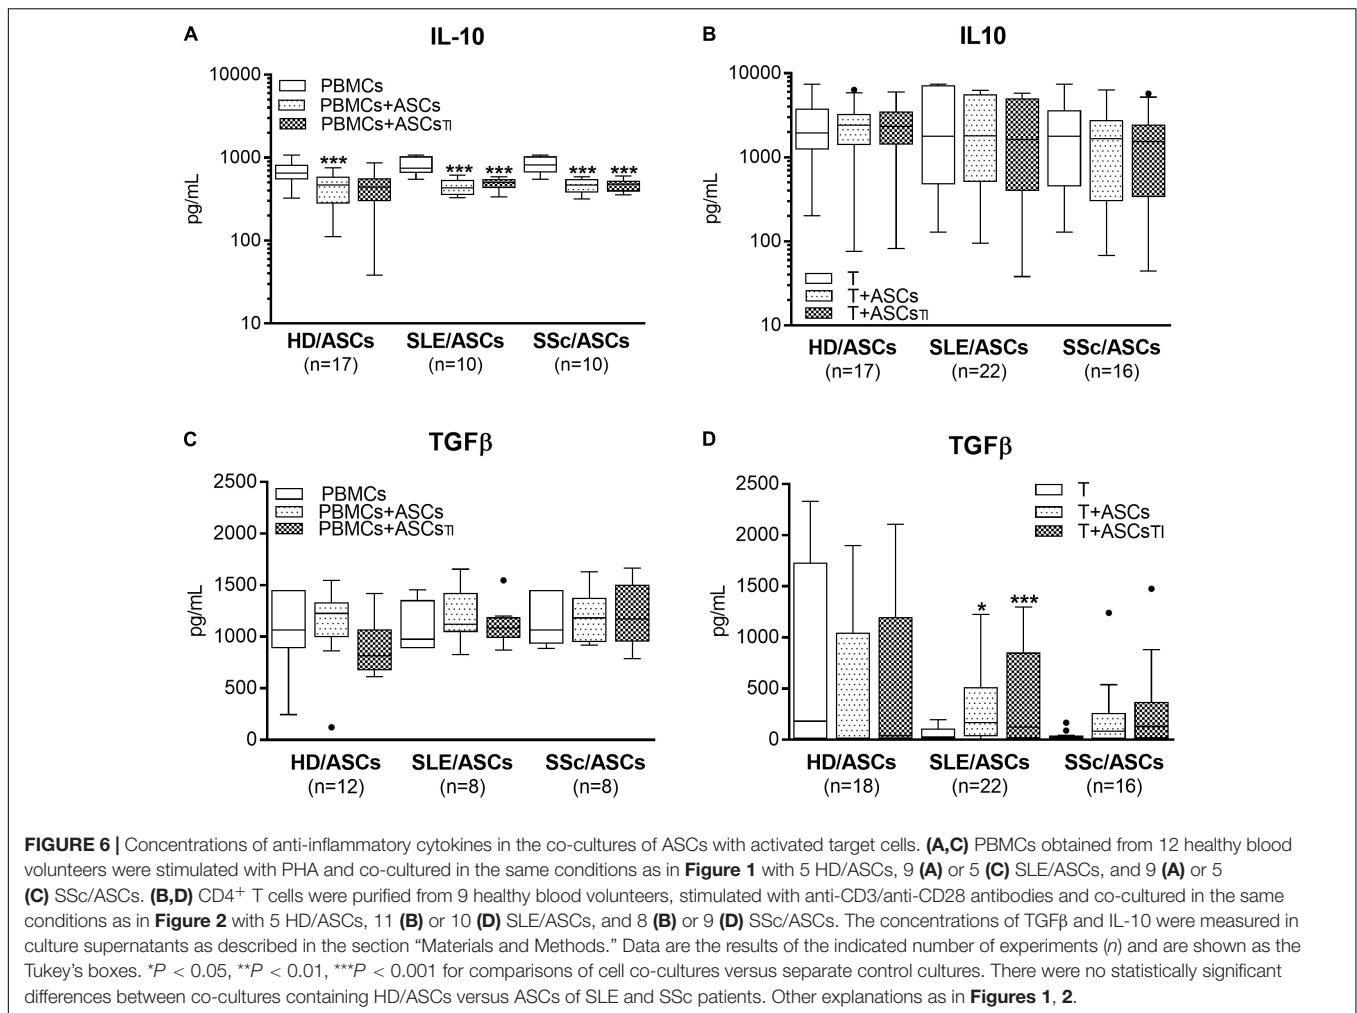 A
IL-10
10000
1000
100
10
pg/mL
PBMCs
PBMCs+ASCs
PBMCs+ASCsTI
***
***
***
***
***
HD/ASCs
SLE/ASCs
SSc/ASCs
(n=17)
(n=10)
(n=10)
B
IL10
10000
1000
100
10
pg/mL
T
T+ASCs
T+ASCsTI
HD/ASCs
SLE/ASCs
SSc/ASCs
(n=17)
(n=22)
(n=16)
C
TGFβ
2500
2000
1500
1000
500
0
pg/mL
PBMCs
PBMCs+ASCs
PBMCs+ASCsTI
HD/ASCs
SLE/ASCs
SSc/ASCs
(n=12)
(n=8)
(n=8)
D
TGFβ
2500
2000
1500
1000
500
0
pg/mL
T
T+ASCs
T+ASCsTI
*
***
HD/ASCs
SLE/ASCs
SSc/ASCs
(n=18)
(n=22)
(n=16)
FIGURE 6 | Concentrations of anti-inflammatory cytokines in the co-cultures of ASCs with activated target cells. (A,C) PBMCs obtained from 12 healthy blood
volunteers were stimulated with PHA and co-cultured in the same conditions as in Figure 1 with 5 HD/ASCs, 9 (A) or 5 (C) SLE/ASCs, and 9 (A) or 5
(C) SSc/ASCs. (B,D) CD4+ T cells were purified from 9 healthy blood volunteers, stimulated with anti-CD3/anti-CD28 antibodies and co-cultured in the same
conditions as in Figure 2 with 5 HD/ASCs, 11 (B) or 10 (D) SLE/ASCs, and 8 (B) or 9 (D) SSc/ASCs. The concentrations of TGFβ and IL-10 were measured in
culture supernatants as described in the section “Materials and Methods.” Data are the results of the indicated number of experiments (n) and are shown as the
Tukey’s boxes. *P < 0.05, **P < 0.01, ***P < 0.001 for comparisons of cell co-cultures versus separate control cultures. There were no statistically significant
differences between co-cultures containing HD/ASCs versus ASCs of SLE and SSc patients. Other explanations as in Figures 1, 2.